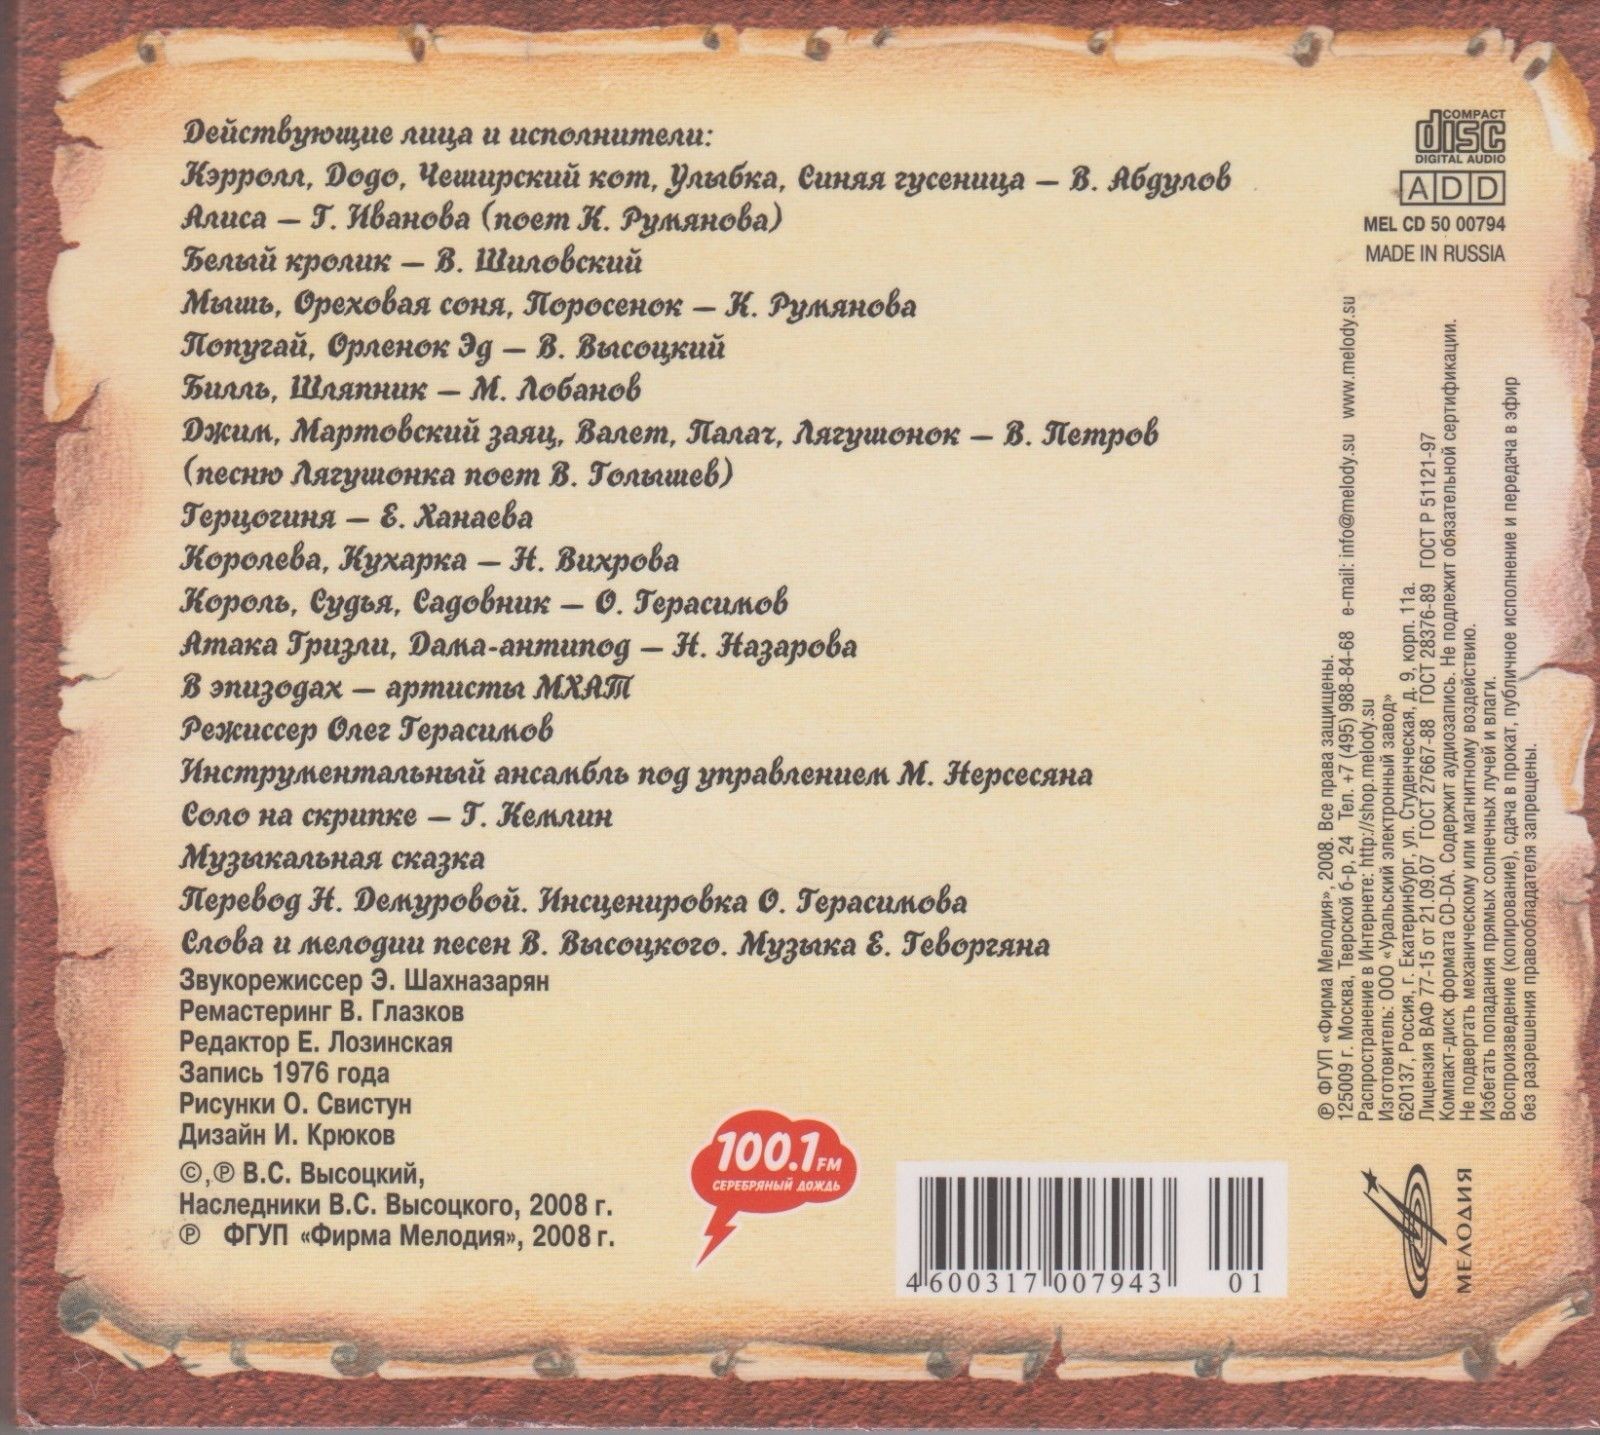 Действующие лица и исполнители:
Кэрролл, Додо, Чеширский кот, Улыбка, Синяя гусеница – В. Абдулов
Алиса – Г. Иванова (поет К. Румянова)
Белый кролик – В. Шиловский
Мышь, Ореховая соня, Поросенок – К. Румянова
Попугай, Орленок Эд – В. Высоцкий
Билль, Шляпник – М. Лобанов
Джим, Мартовский заяц, Валет, Палач, Лягушонок – В. Петров
(песню Лягушонка поет В. Голышев)
Герцогиня – Е. Ханаева
Королева, Кухарка – Н. Вихрова
Король, Судья, Садовник – О. Герасимов
Атака Гризли, Дама-антипод – Н. Назарова
В эпизодах – артисты МХАТ
Режиссер Олег Герасимов
Инструментальный ансамбль под управлением М. Нерсесяна
Соло на скрипке – Г. Кемлин
Музыкальная сказка
Перевод Н. Демуровой. Инсценировка О. Герасимова
Слова и мелодии песен В. Высоцкого. Музыка Е. Геворгяна
Звукорежиссер Э. Шахназарян
Ремастеринг В. Глазков
Редактор Е. Лозинская
Запись 1976 года
Рисунки О. Свистун
Дизайн И. Крюков
©,℗ В.С. Высоцкий,
Наследники В.С. Высоцкого, 2008 г.
℗ ФГУП «Фирма Мелодия», 2008 г.
100.1 FM
СЕРЕБРЯНЫЙ ДОЖДЬ
4 600317 007943 01
COMPACT
disc
DIGITAL AUDIO
ADD
MEL CD 50 00794
MADE IN RUSSIA
℗ ФГУП «Фирма Мелодия», 2008. Все права защищены.
125009 г. Москва, Тверской б-р, 24 Тел. +7 (495) 988-84-68 e-mail: info@melody.su www.melody.su
Распространение в Интернете: http://shop.melody.su
Изготовитель: ООО «Уральский электронный завод»
620137, Россия, г. Екатеринбург, ул. Студенческая, д. 9, корп. 11а.
Лицензия ВАФ 77-15 от 21.09.07 ГОСТ 27667-88 ГОСТ 28376-89 ГОСТ Р 51121-97
Компакт-диск формата CD-DA. Содержит аудиозапись. Не подлежит обязательной сертификации.
Не подвергать механическому или магнитному воздействию.
Избегать попадания прямых солнечных лучей и влаги.
Воспроизведение (копирование), сдача в прокат, публичное исполнение и передача в эфир
без разрешения правообладателя запрещены.
МЕЛОДИЯ